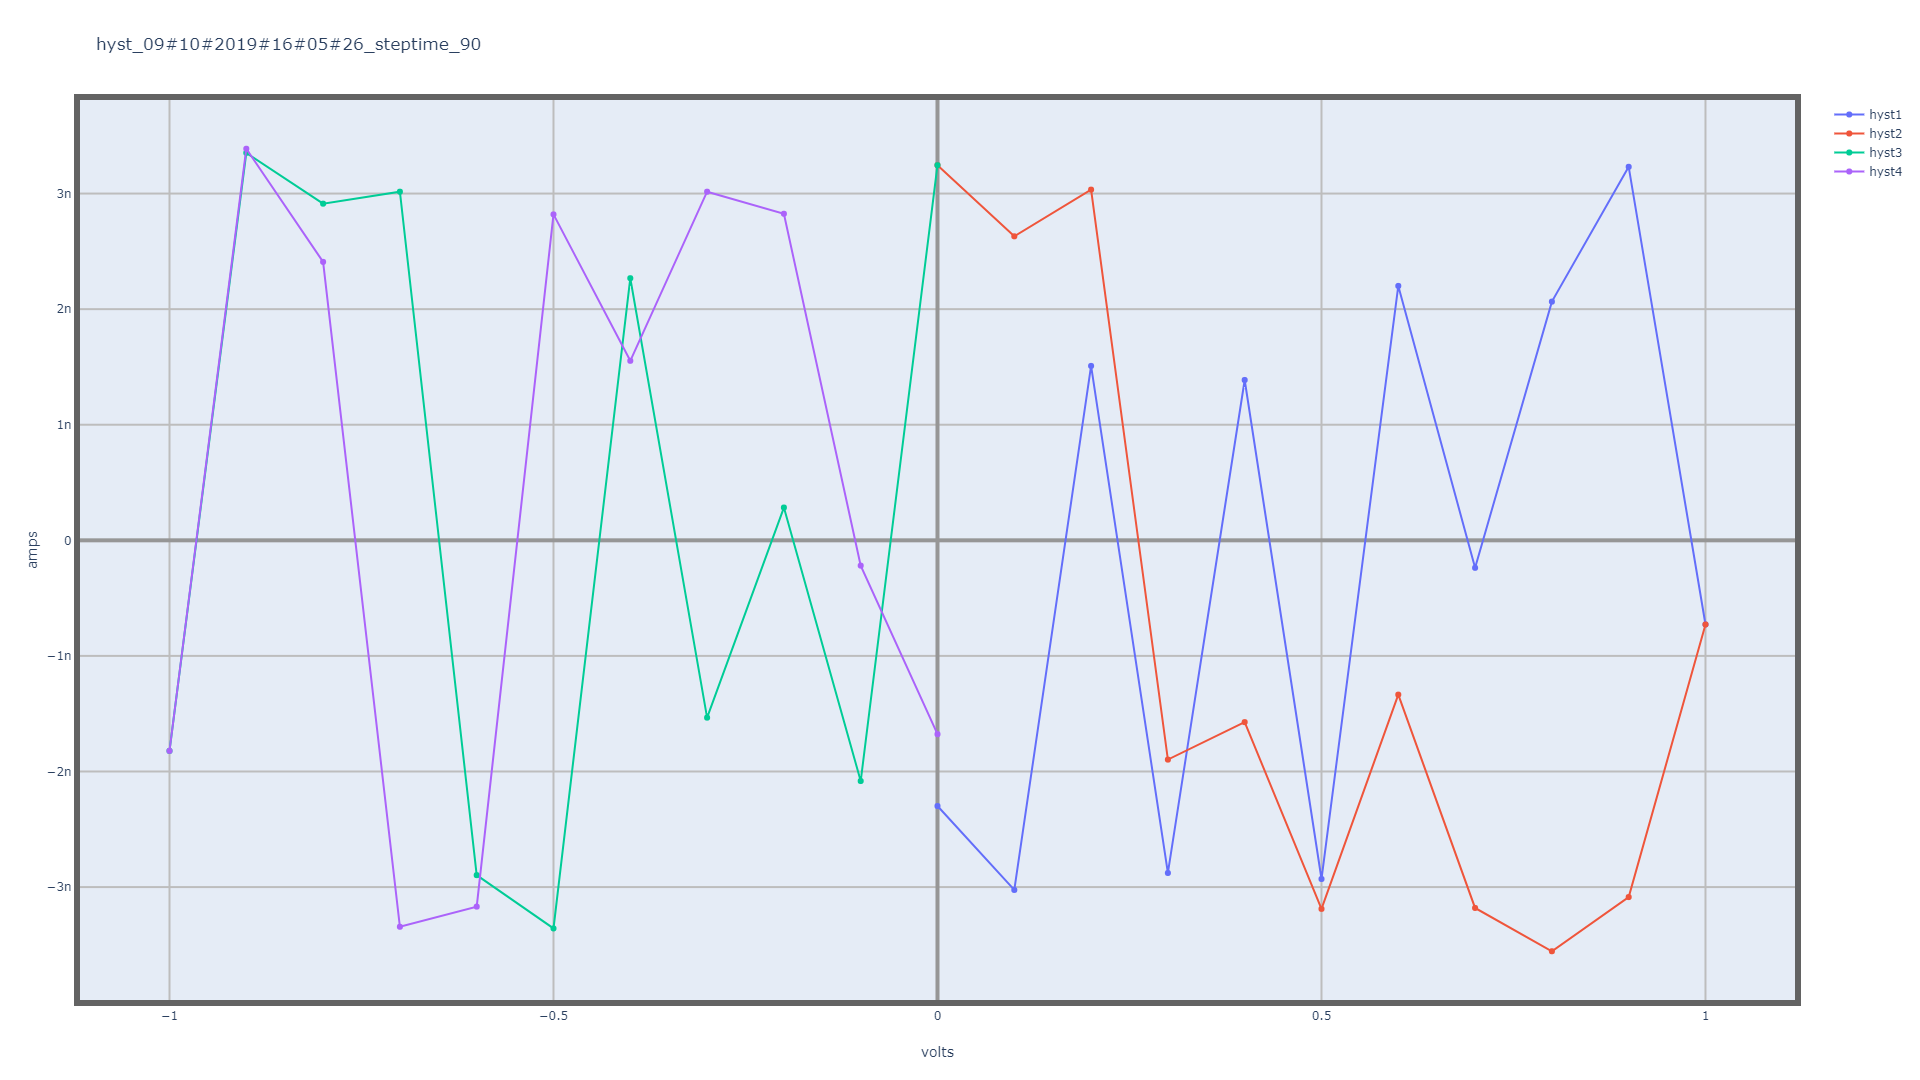 hyst_09#10#2019#16#05#26_steptime_90
hyst1
hyst2
hyst3
hyst4
3n
2n
1n
0
−1n
−2n
−3n
amps
−1
−0.5
0
0.5
1
volts